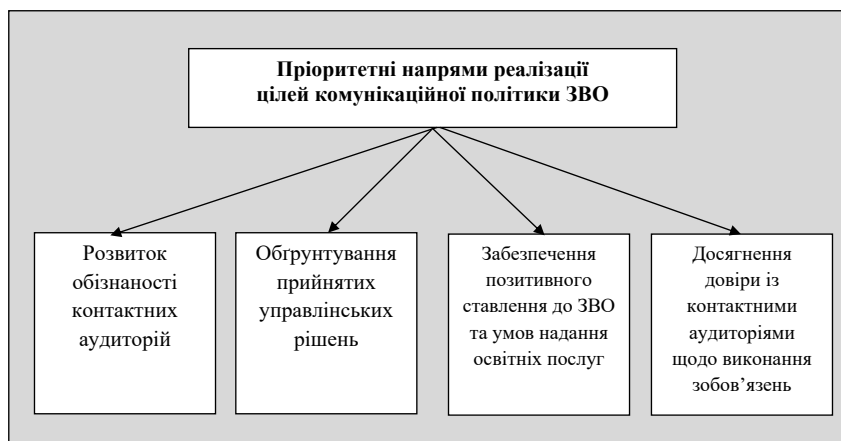 Пріоритетні напрями реалізації
цілей комунікаційної політики ЗВО
Розвиток
обізнаності
контактних
аудиторій
Обґрунтування
прийнятих
управлінських
рішень
Забезпечення
позитивного
ставлення до ЗВО
та умов надання
освітніх послуг
Досягнення
довіри із
контактними
аудиторіями
щодо виконання
зобов’язень